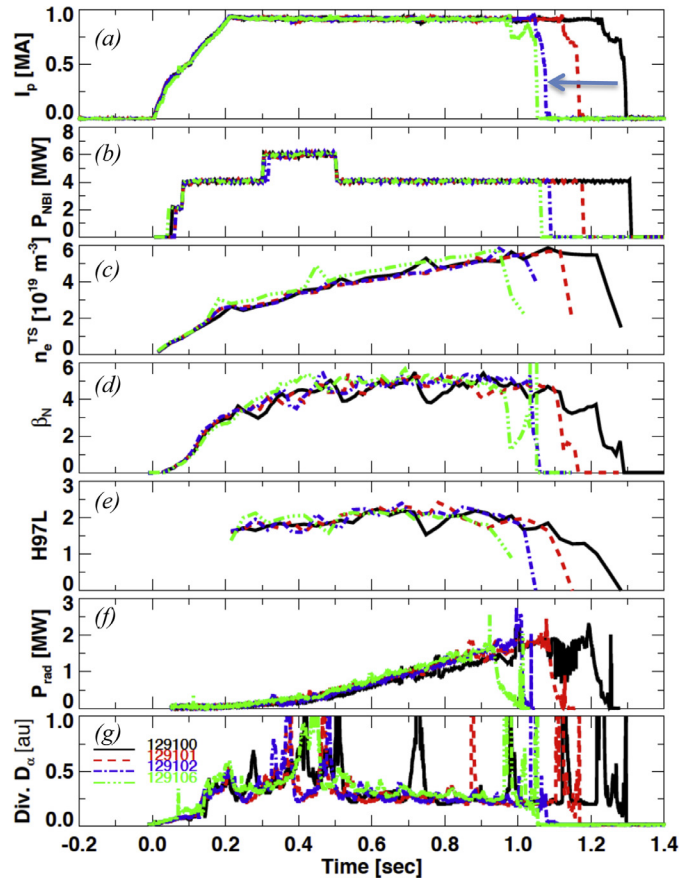 (a)
I_p [MA]
1.0
0.5
0.0
(b)
P_NBI [MW]
8
6
4
2
0
(c)
n_e^TS [10^19 m^-3]
6
4
2
0
(d)
β_N
6
4
2
0
(e)
H97L
3
2
1
0
(f)
P_rad [MW]
3
2
1
0
(g)
Div. D_α [au]
1.0
0.5
0.0
129100
129101
129102
129106
-0.2 0.0 0.2 0.4 0.6 0.8 1.0 1.2 1.4
Time [sec]